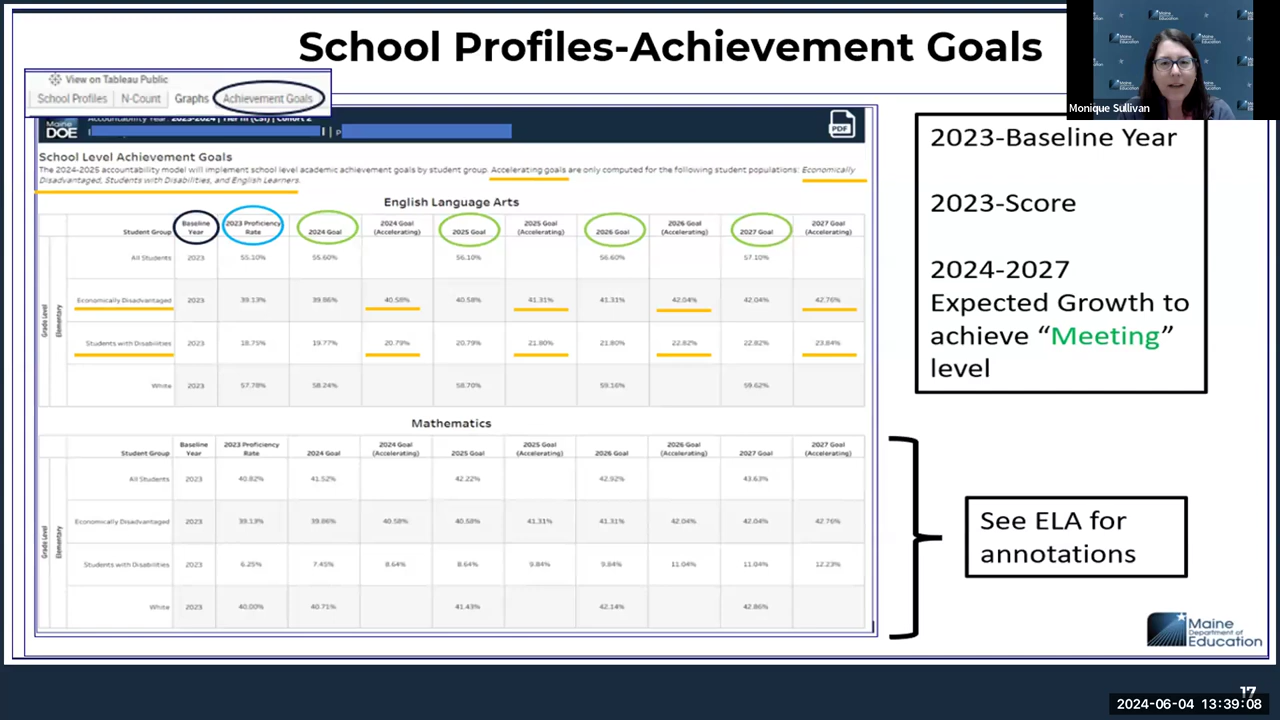 School Profiles-Achievement Goals
View on Tableau Public
School Profiles N-Count Graphs Achievement Goals
Maine DOE
Accountability Year: 2023-2024 | Tier III (CSI) | Cohort 2
PDF
School Level Achievement Goals
The 2024-2025 accountability model will implement school level academic achievement goals by student group. Accelerating goals are only computed for the following student populations: Economically
Disadvantaged, Students with Disabilities, and English Learners.
English Language Arts
Student Group Baseline Year 2023 Proficiency Rate 2024 Goal 2024 Goal (Accelerating) 2025 Goal 2025 Goal (Accelerating) 2026 Goal 2026 Goal (Accelerating) 2027 Goal 2027 Goal (Accelerating)
Grade Level Elementary
All Students 2023 55.10% 55.60% 56.10% 56.60% 57.10%
Economically Disadvantaged 2023 39.13% 39.86% 40.58% 40.58% 41.31% 41.31% 42.04% 42.04% 42.76%
Students with Disabilities 2023 18.75% 19.77% 20.79% 20.79% 21.80% 21.80% 22.82% 22.82% 23.84%
White 2023 57.78% 58.24% 58.70% 59.16% 59.62%
Mathematics
Student Group Baseline Year 2023 Proficiency Rate 2024 Goal 2024 Goal (Accelerating) 2025 Goal 2025 Goal (Accelerating) 2026 Goal 2026 Goal (Accelerating) 2027 Goal 2027 Goal (Accelerating)
Grade Level Elementary
All Students 2023 40.82% 41.52% 42.22% 42.92% 43.63%
Economically Disadvantaged 2023 39.13% 39.86% 40.58% 40.58% 41.31% 41.31% 42.04% 42.04% 42.76%
Students with Disabilities 2023 6.25% 7.45% 8.64% 8.64% 9.84% 9.84% 11.04% 11.04% 12.23%
White 2023 40.00% 40.71% 41.43% 42.14% 42.86%
Monique Sullivan
2023-Baseline Year
2023-Score
2024-2027
Expected Growth to
achieve “Meeting”
level
See ELA for
annotations
Maine
Department of
Education
17
2024-06-04 13:39:08